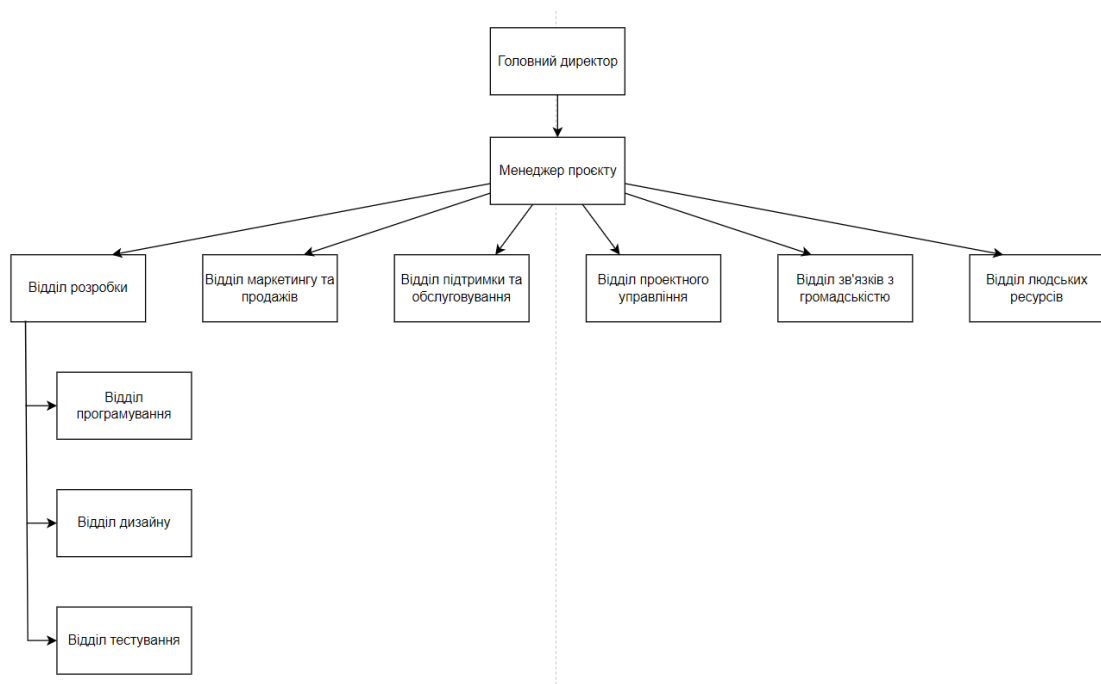 Головний директор
Менеджер проєкту
Відділ розробки
Відділ маркетингу та
продажів
Відділ підтримки та
обслуговування
Відділ проектного
управління
Відділ зв'язків з
громадськістю
Відділ людських
ресурсів
Відділ
програмування
Відділ дизайну
Відділ тестування